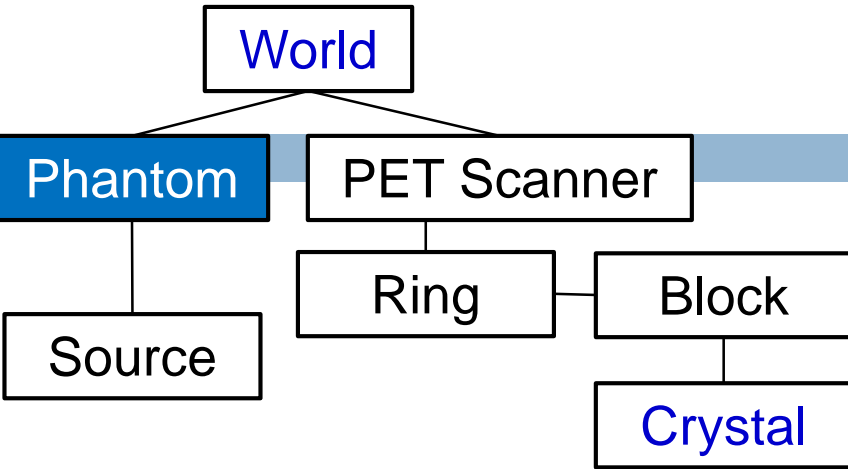 World
Phantom
PET Scanner
Ring
Block
Source
Crystal